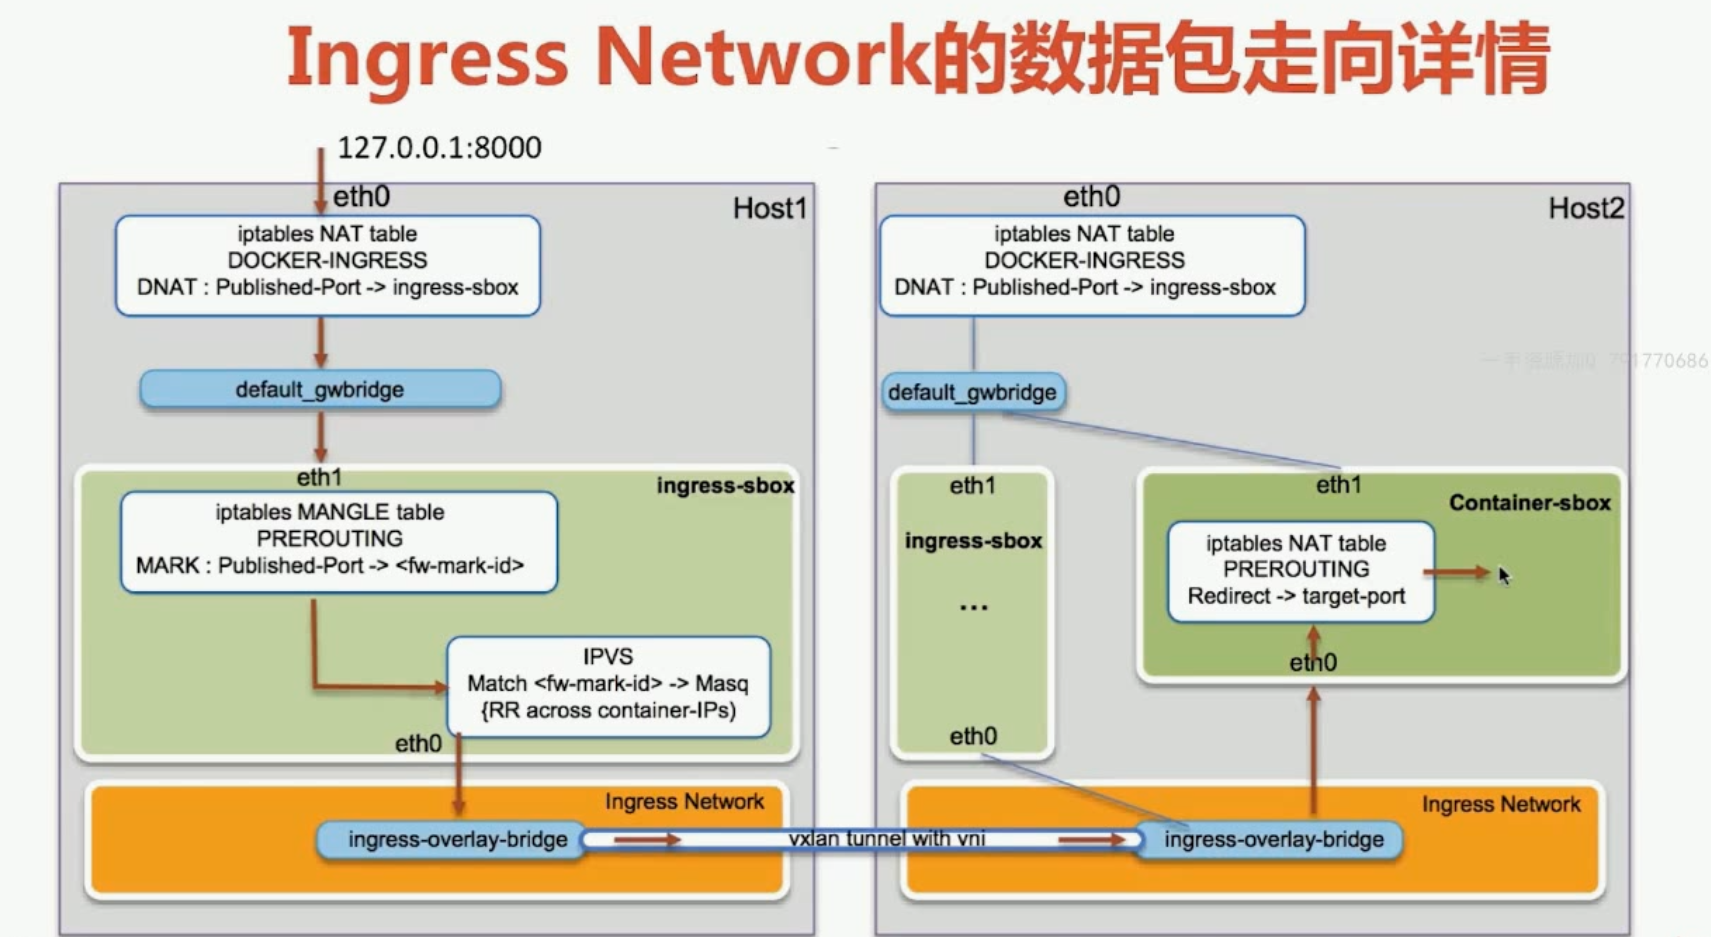 Ingress Network的数据包走向详情
127.0.0.1:8000
eth0
Host1
iptables NAT table
DOCKER-INGRESS
DNAT : Published-Port -> ingress-sbox
default_gwbridge
eth1
ingress-sbox
iptables MANGLE table
PREROUTING
MARK : Published-Port -> <fw-mark-id>
IPVS
Match <fw-mark-id> -> Masq
{RR across container-IPs)
eth0
Ingress Network
ingress-overlay-bridge
vxlan tunnel with vni
eth0
Host2
iptables NAT table
DOCKER-INGRESS
DNAT : Published-Port -> ingress-sbox
default_gwbridge
eth1
ingress-sbox
...
eth0
eth1
Container-sbox
iptables NAT table
PREROUTING
Redirect -> target-port
eth0
Ingress Network
ingress-overlay-bridge
791770686